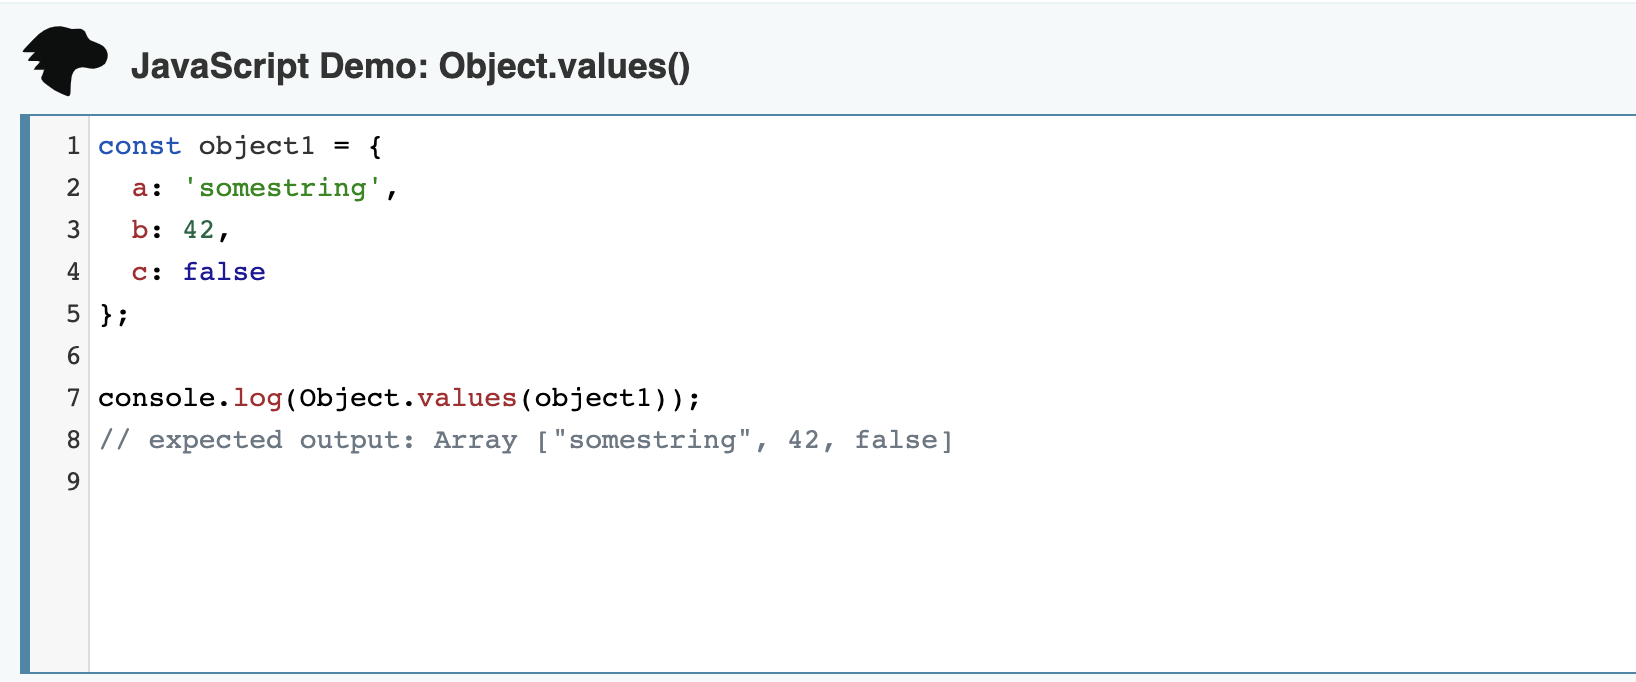 JavaScript Demo: Object.values()
1 const object1 = {
2   a: 'somestring',
3   b: 42,
4   c: false
5 };
6
7 console.log(Object.values(object1));
8 // expected output: Array ["somestring", 42, false]
9